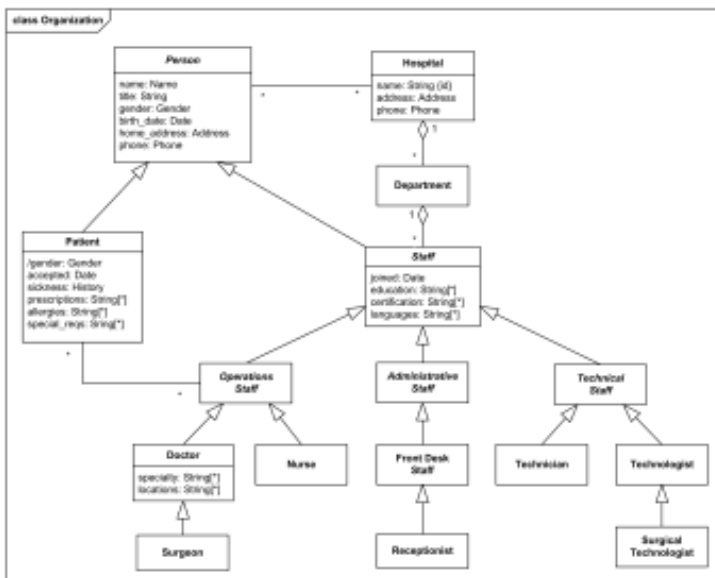 class Organization
Person
name: Name
title: String
gender: Gender
birth_date: Date
home_address: Address
phone: Phone
*
*
Hospital
name: String (id)
address: Address
phone: Phone
1
*
Department
1
*
Patient
/gender: Gender
accepted: Date
sickness: History
prescriptions: String[*]
allergies: String[*]
special_reqs: Sring[*]
Staff
joined: Date
education: String[*]
certification: String[*]
languages: String[*]
*
*
Operations
Staff
Administrative
Staff
Technical
Staff
Doctor
specialty: String[*]
locations: String[*]
Nurse
Front Desk
Staff
Technician
Technologist
Surgeon
Receptionist
Surgical
Technologist